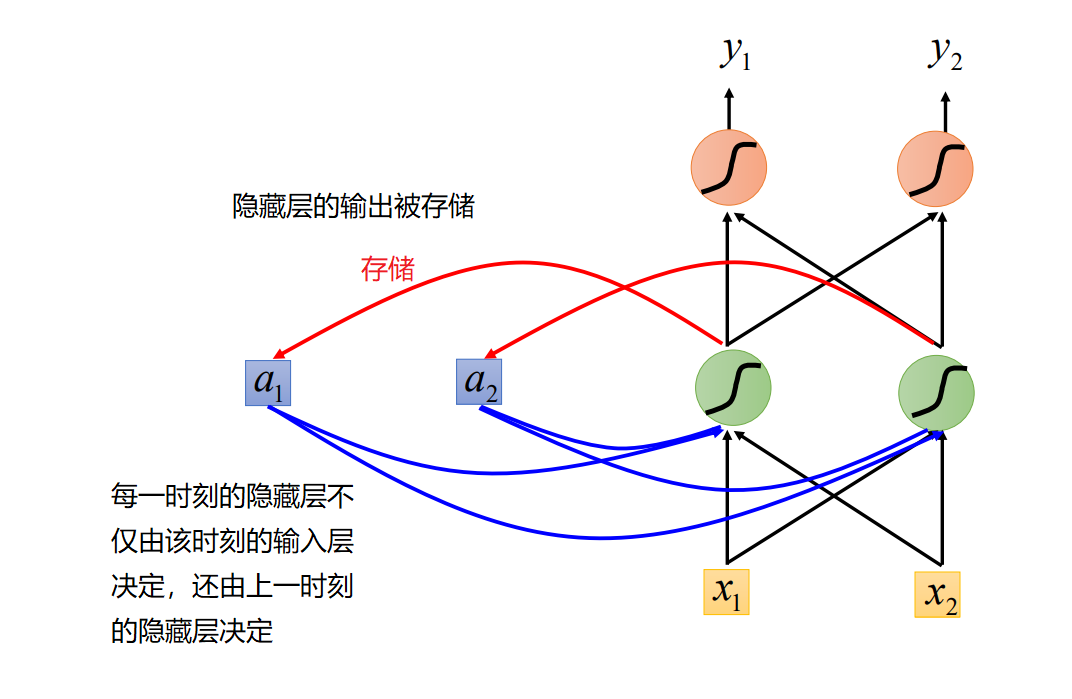 y₁ y₂
隐藏层的输出被存储
存储
a₁ a₂
每一时刻的隐藏层不
仅由该时刻的输入层
决定，还由上一时刻
的隐藏层决定
x₁ x₂